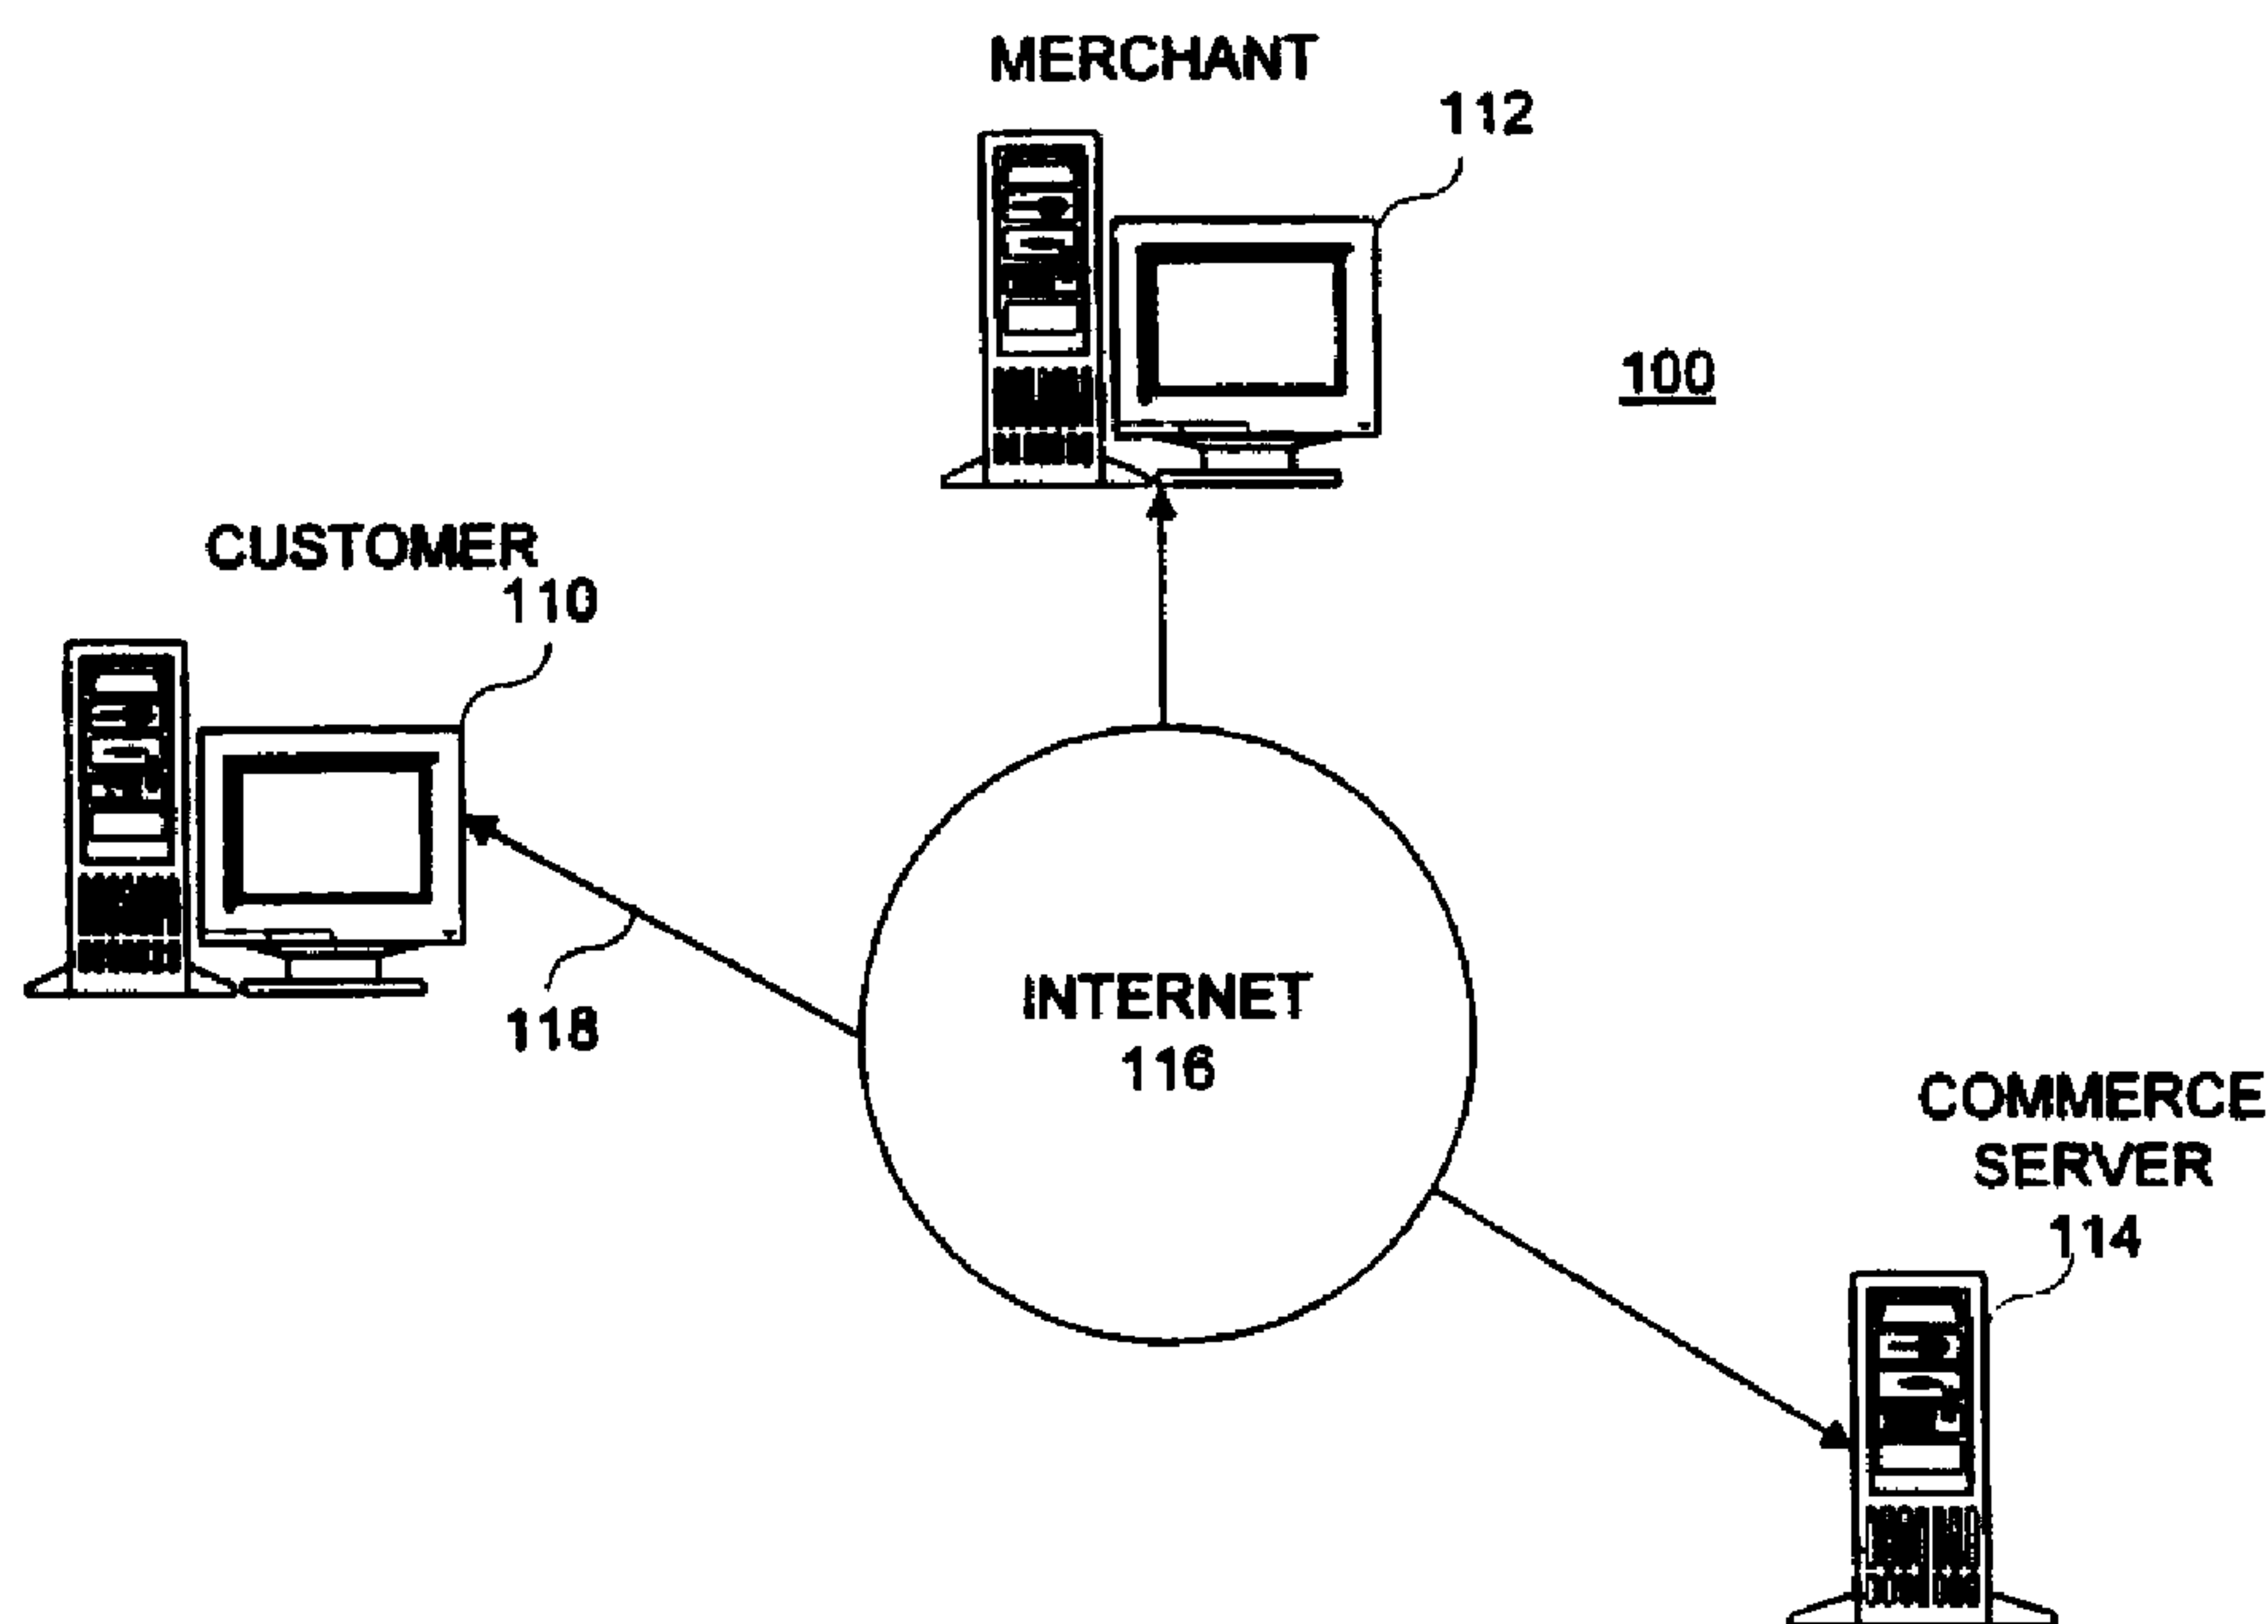 MERCHANT
112
100
CUSTOMER
110
118
INTERNET
116
COMMERCE
SERVER
114